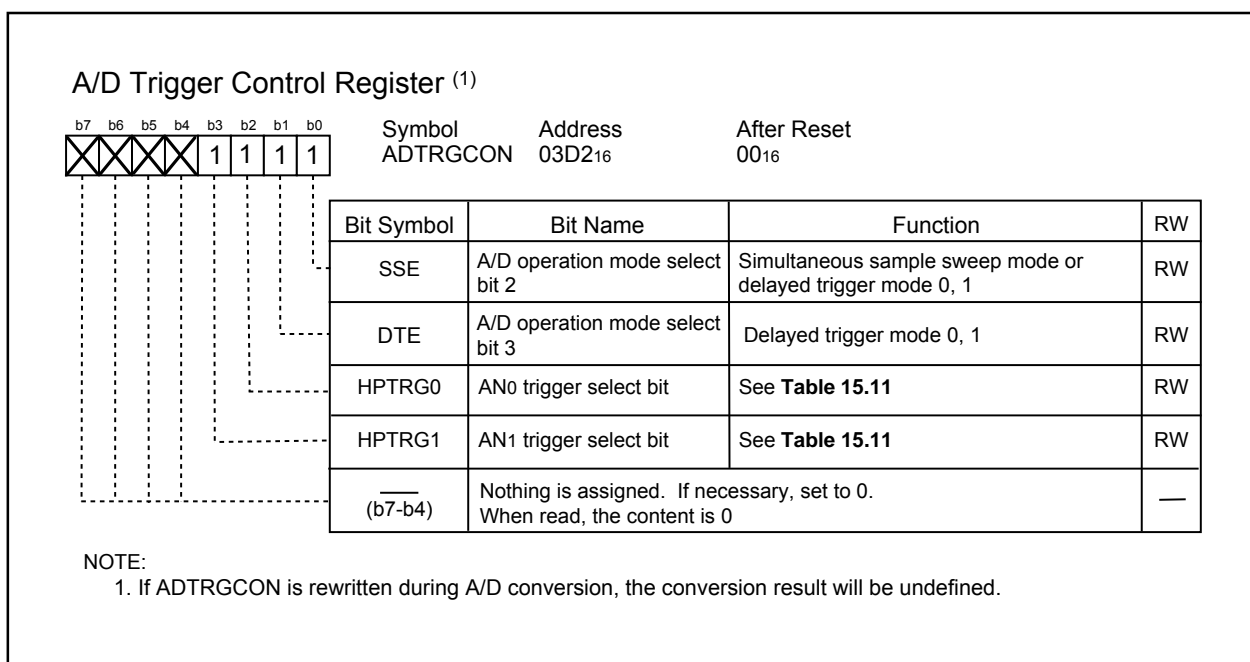 A/D Trigger Control Register (1)
b7 b6 b5 b4 b3 b2 b1 b0
1 1 1 1
Symbol Address After Reset
ADTRGCON 03D216 0016
Bit Symbol Bit Name Function RW
SSE A/D operation mode select bit 2 Simultaneous sample sweep mode or delayed trigger mode 0, 1 RW
DTE A/D operation mode select bit 3 Delayed trigger mode 0, 1 RW
HPTRG0 AN0 trigger select bit See Table 15.11 RW
HPTRG1 AN1 trigger select bit See Table 15.11 RW
(b7-b4) Nothing is assigned. If necessary, set to 0. When read, the content is 0 —
NOTE:
1. If ADTRGCON is rewritten during A/D conversion, the conversion result will be undefined.